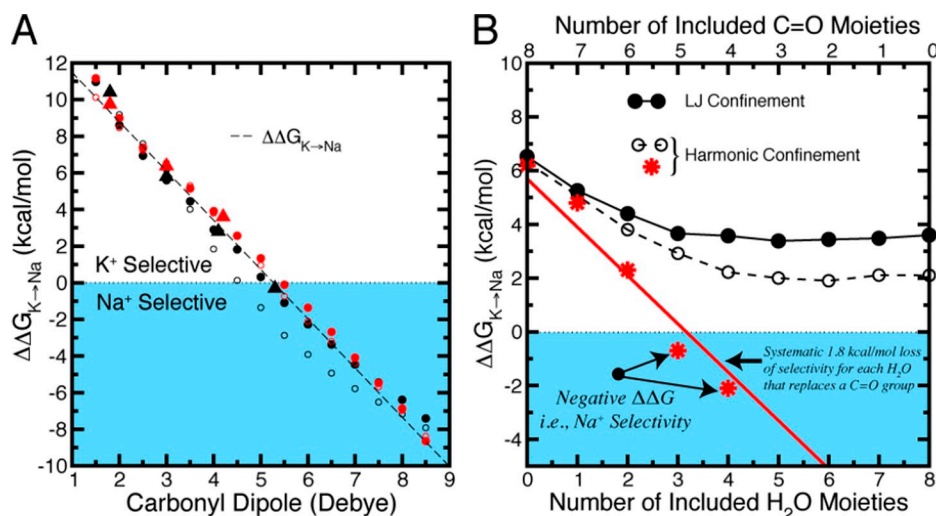 A
12
10
8
6
4
2
0
-2
-4
-6
-8
-10
ΔΔG K→Na (kcal/mol)
ΔΔG K→Na
K+ Selective
Na+ Selective
1 2 3 4 5 6 7 8 9
Carbonyl Dipole (Debye)
B
Number of Included C=O Moieties
8 7 6 5 4 3 2 1 0
10
8
6
4
2
0
-2
-4
ΔΔG K→Na (kcal/mol)
LJ Confinement
Harmonic Confinement
Systematic 1.8 kcal/mol loss
of selectivity for each H2O
that replaces a C=O group
Negative ΔΔG
i.e., Na+ Selectivity
0 1 2 3 4 5 6 7 8
Number of Included H2O Moieties